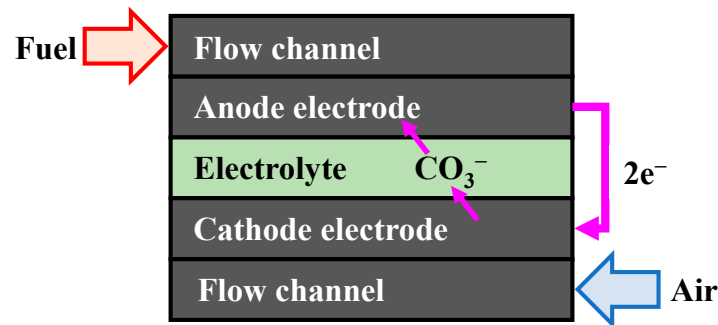 Fuel
Flow channel
Anode electrode
Electrolyte CO₃⁻
2e⁻
Cathode electrode
Flow channel
Air